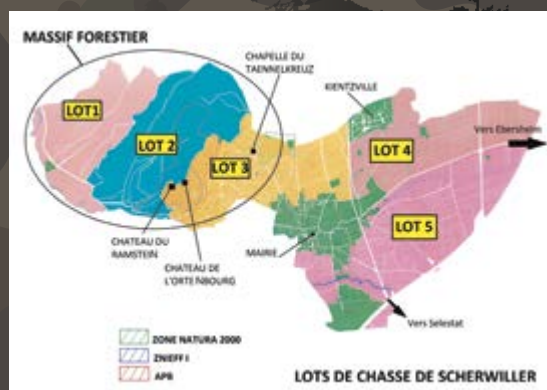 MASSIF FORESTIER
CHAPELLE DU
TAENNELKREUZ
KIENTZVILLE
LOT1
LOT 2
LOT 3
LOT 4
Vers Ebersheim
LOT 5
CHATEAU DU
RAMSTEIN
CHATEAU DE
L'ORTENBOURG
MAIRIE
Vers Selestat
ZONE NATURA 2000
ZNIEFF I
APB
LOTS DE CHASSE DE SCHERWILLER